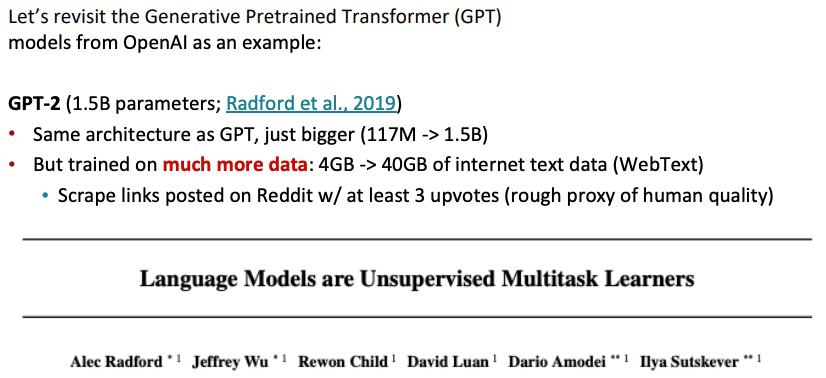 Let's revisit the Generative Pretrained Transformer (GPT)
models from OpenAI as an example:
GPT-2 (1.5B parameters; Radford et al., 2019)
• Same architecture as GPT, just bigger (117M -> 1.5B)
• But trained on much more data: 4GB -> 40GB of internet text data (WebText)
• Scrape links posted on Reddit w/ at least 3 upvotes (rough proxy of human quality)
Language Models are Unsupervised Multitask Learners
Alec Radford * 1 Jeffrey Wu * 1 Rewon Child 1 David Luan 1 Dario Amodei ** 1 Ilya Sutskever ** 1